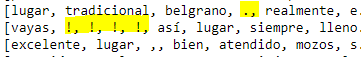 [lugar, tradicional, belgrano, ., realmente, e
[vayas, !, !, !, !, así, lugar, siempre, lleno
[excelente, lugar, ,, bien, atendido, mozos, s